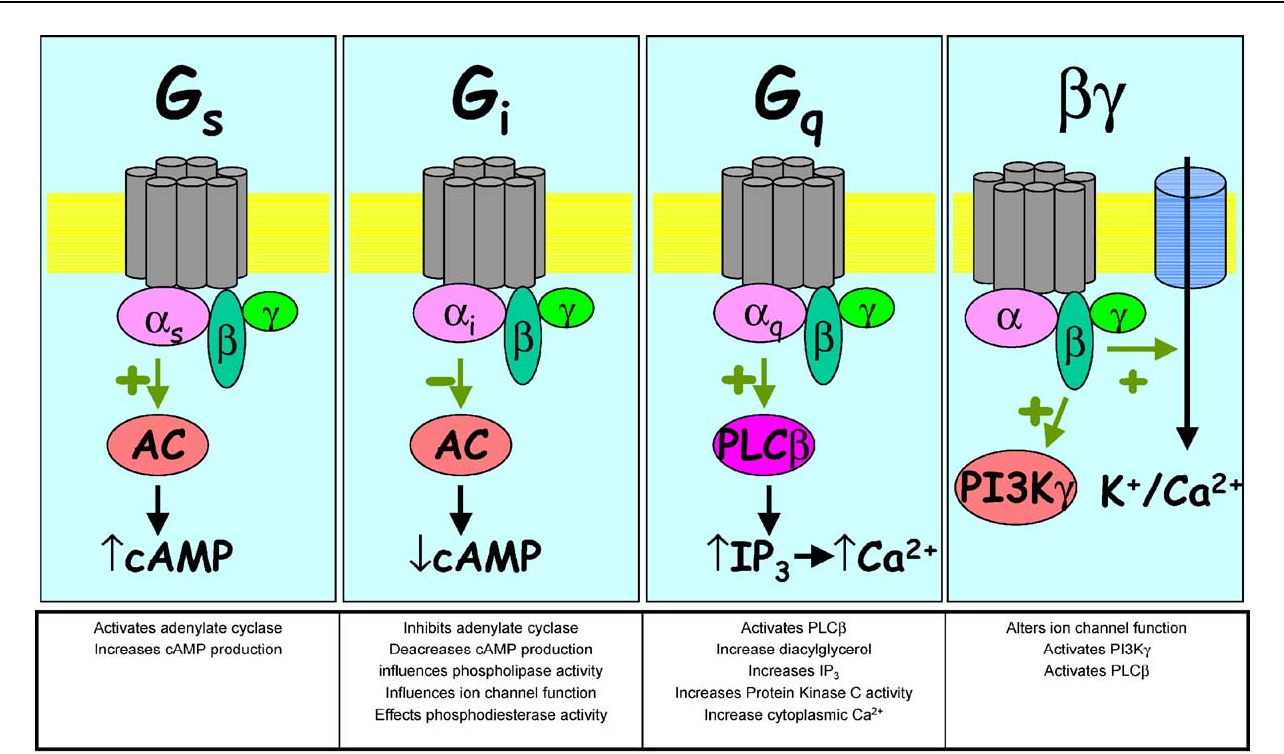 Gs
αs
β
γ
+
AC
↑cAMP
Activates adenylate cyclase
Increases cAMP production
Gi
αi
β
γ
−
AC
↓cAMP
Inhibits adenylate cyclase
Deacreases cAMP production
influences phospholipase activity
Influences ion channel function
Effects phosphodiesterase activity
Gq
αq
β
γ
+
PLCβ
↑IP3→↑Ca2+
Activates PLCβ
Increase diacylglycerol
Increases IP3
Increases Protein Kinase C activity
Increase cytoplasmic Ca2+
βγ
α
β
γ
+
+
PI3Kγ
K+/Ca2+
Alters ion channel function
Activates PI3Kγ
Activates PLCβ